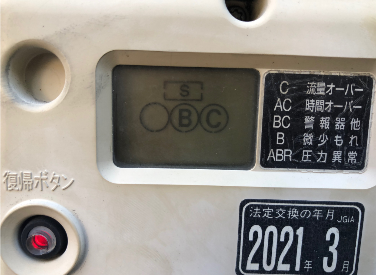 S
BC
C 流量オーバー
AC 時間オーバー
BC 警報器他
B 微少もれ
ABR 圧力異常
復帰ボタン
法定交換の年月 JGIA
2021年3月